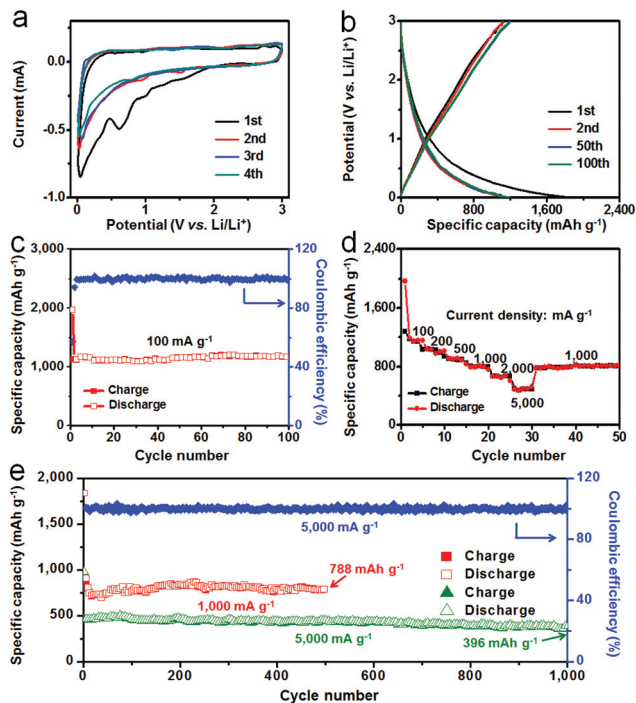 a
Current (mA)
0.0
-0.5
-1.0
1st
2nd
3rd
4th
0 1 2 3
Potential (V vs. Li/Li+)
b
Potential (V vs. Li/Li+)
3
2
1
0
1st
2nd
50th
100th
0 800 1,600 2,400
Specific capacity (mAh g-1)
c
Specific capacity (mAh g-1)
3,000
2,000
1,000
0
100 mA g-1
Charge
Discharge
120
80
40
0
Coulombic efficiency (%)
0 20 40 60 80 100
Cycle number
d
Specific capacity (mAh g-1)
2,400
1,600
800
0
Current density: mA g-1
100
200
500
1,000
2,000
5,000
1,000
Charge
Discharge
0 10 20 30 40 50
Cycle number
e
Specific capacity (mAh g-1)
2,000
1,500
1,000
500
0
5,000 mA g-1
788 mAh g-1
1,000 mA g-1
5,000 mA g-1
396 mAh g-1
Charge
Discharge
Charge
Discharge
120
80
40
0
Coulombic efficiency (%)
0 200 400 600 800 1,000
Cycle number